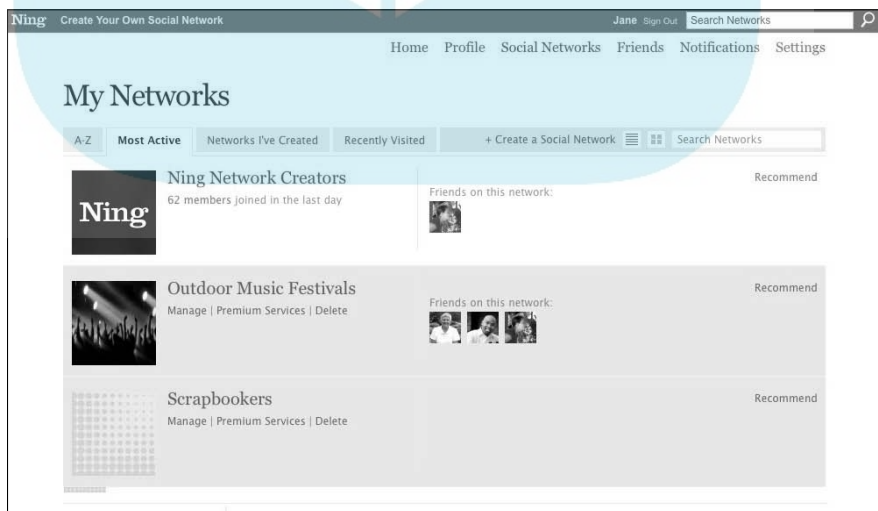 Ning Create Your Own Social Network Jane Sign Out Search Networks
Home Profile Social Networks Friends Notifications Settings
My Networks
A-Z Most Active Networks I've Created Recently Visited + Create a Social Network Search Networks
Ning
Ning Network Creators
62 members joined in the last day
Friends on this network:
Recommend
Outdoor Music Festivals
Manage | Premium Services | Delete
Friends on this network:
Recommend
Scrapbookers
Manage | Premium Services | Delete
Recommend